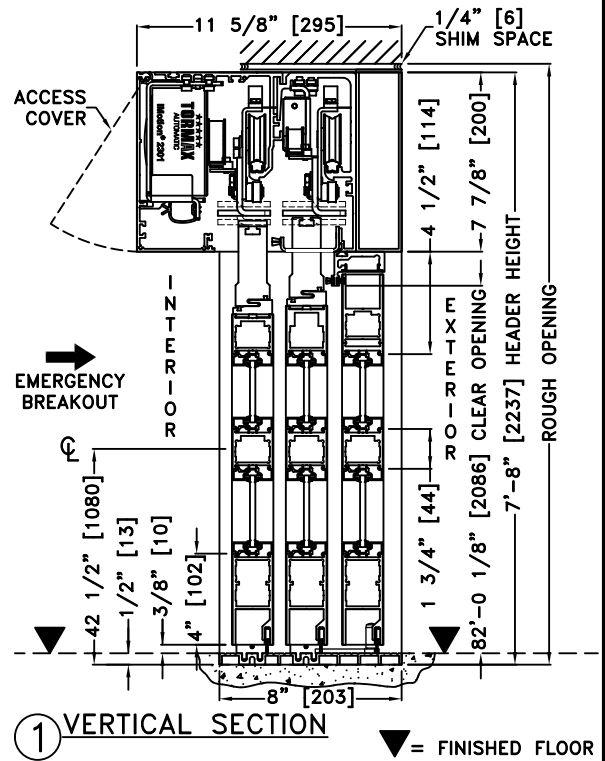 11 5/8" [295]
1/4" [6]
SHIM SPACE
ACCESS
COVER
★★★★★
TORMAX
AUTOMATIC
iMotion® 2301
4 1/2" [114]
7 7/8" [200]
INTERIOR
EXTERIOR
EMERGENCY
BREAKOUT
82'-0 1/8" [2086] CLEAR OPENING
7'-8" [2237] HEADER HEIGHT
ROUGH OPENING
℄
42 1/2" [1080]
1/2" [13]
3/8" [10]
4" [102]
1 3/4" [44]
8" [203]
1 VERTICAL SECTION
▼= FINISHED FLOOR